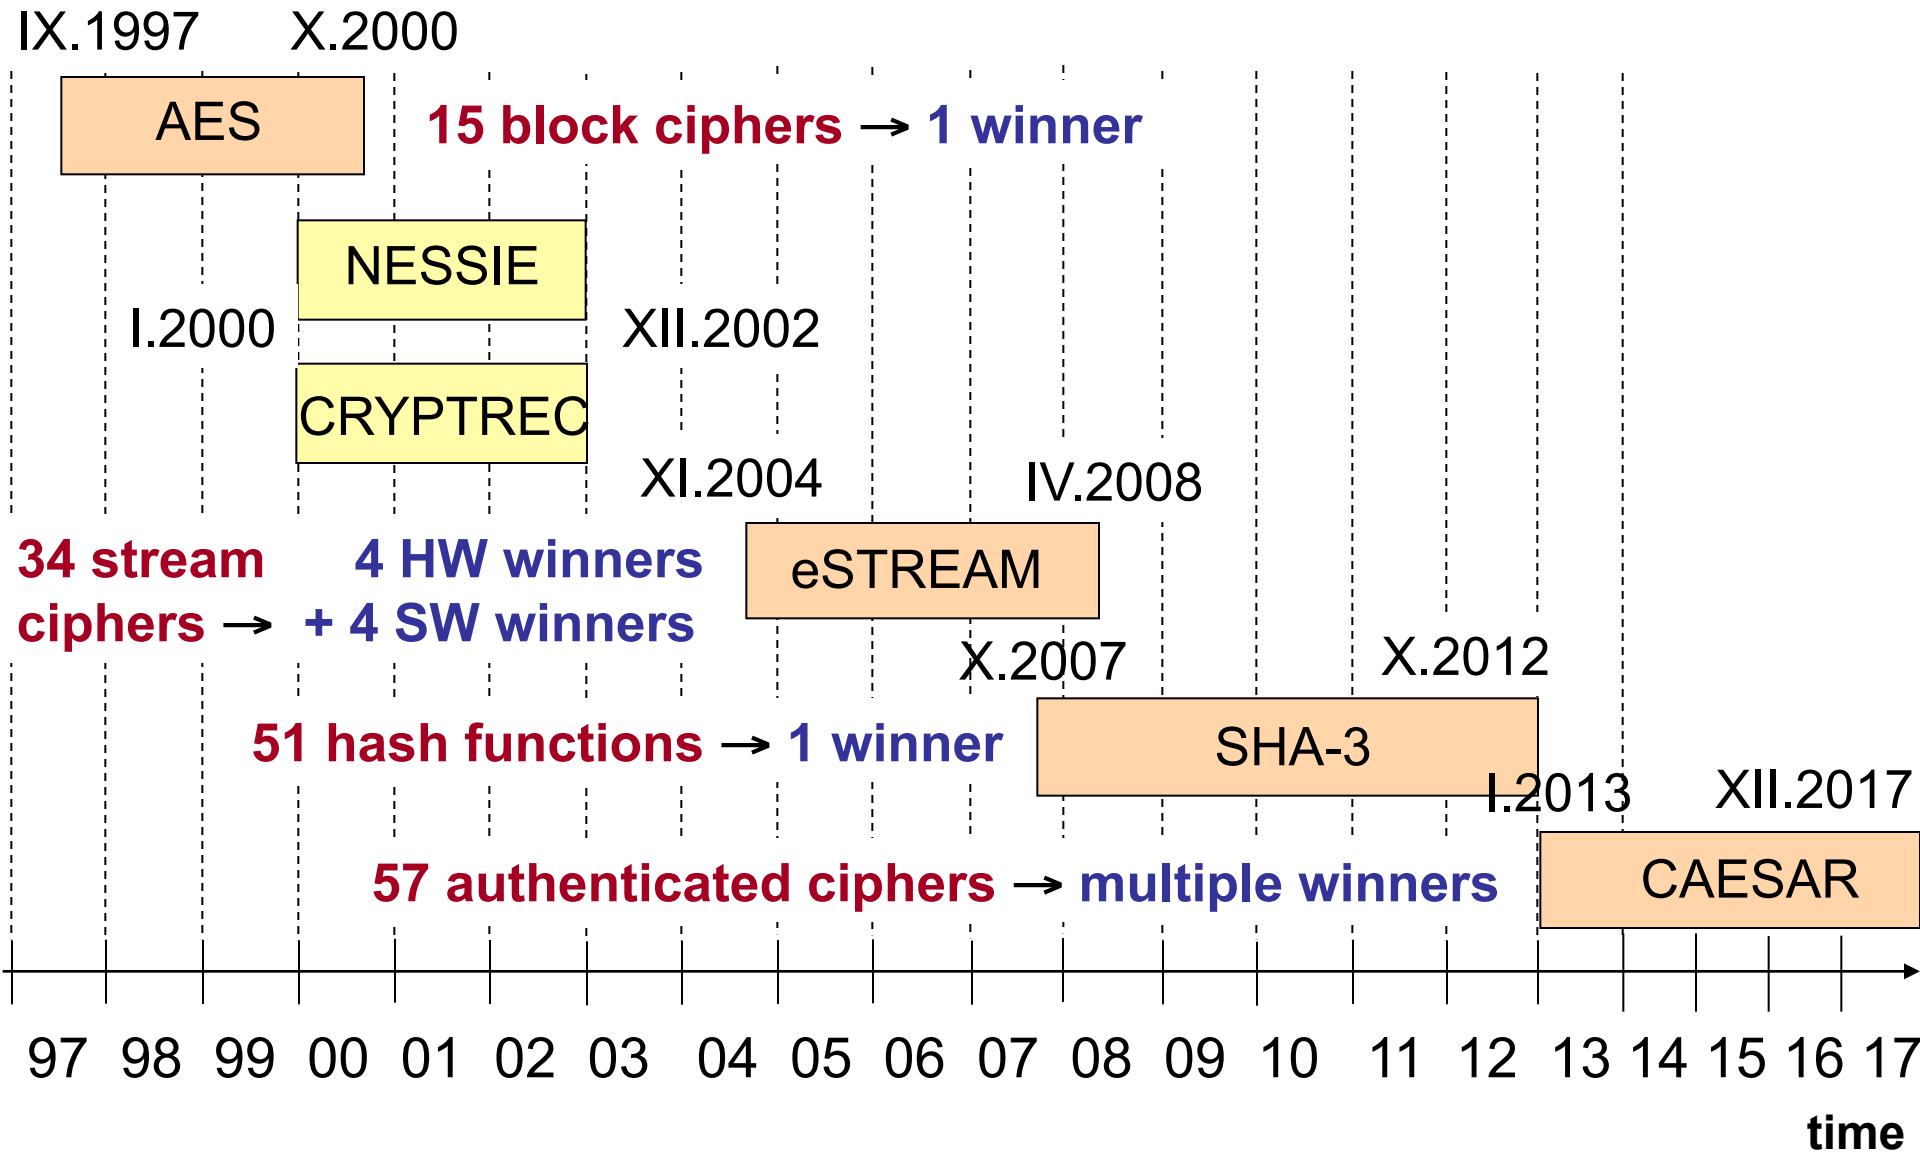 IX.1997 X.2000
AES
15 block ciphers → 1 winner
NESSIE
I.2000 XII.2002
CRYPTREC
XI.2004 IV.2008
34 stream 4 HW winners
eSTREAM
ciphers → + 4 SW winners
X.2007 X.2012
51 hash functions → 1 winner
SHA-3
I.2013 XII.2017
57 authenticated ciphers → multiple winners
CAESAR
97 98 99 00 01 02 03 04 05 06 07 08 09 10 11 12 13 14 15 16 17
time